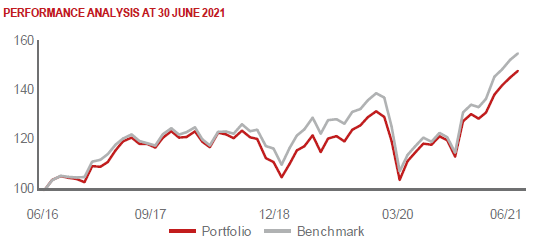 PERFORMANCE ANALYSIS AT 30 JUNE 2021
160
140
120
100
06/16 09/17 12/18 03/20 06/21
Portfolio Benchmark